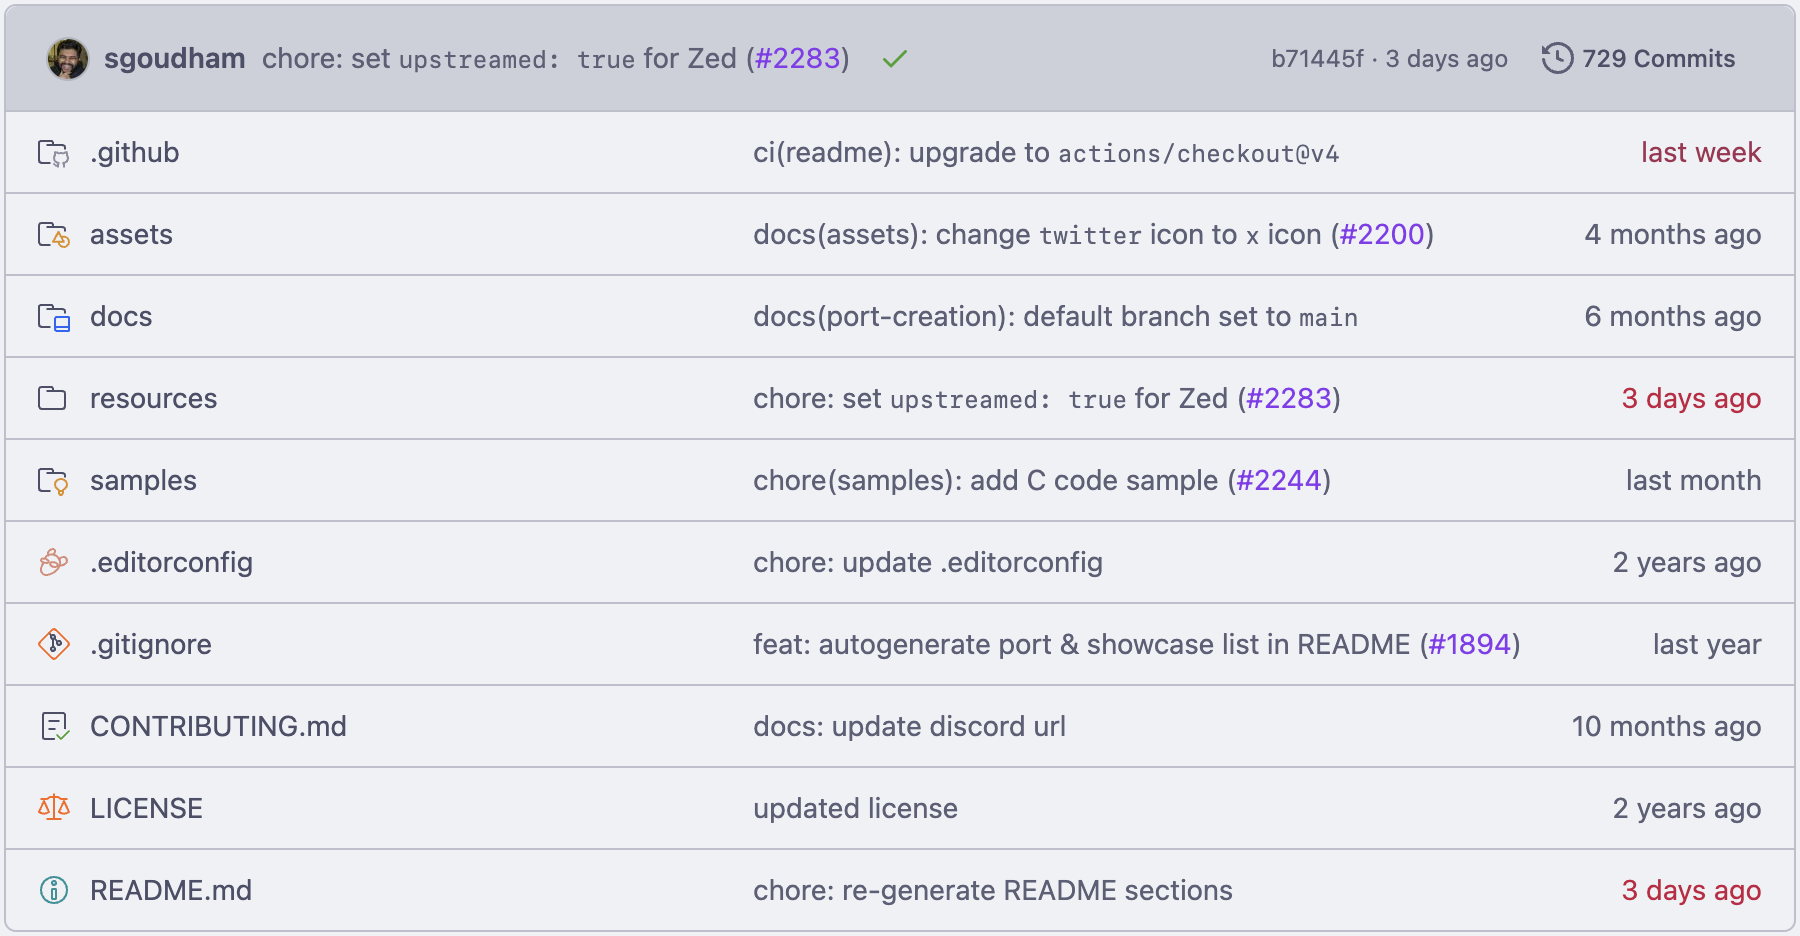 sgoudham chore: set upstreamed: true for Zed (#2283) b71445f · 3 days ago 729 Commits
.github ci(readme): upgrade to actions/checkout@v4 last week
assets docs(assets): change twitter icon to x icon (#2200) 4 months ago
docs docs(port-creation): default branch set to main 6 months ago
resources chore: set upstreamed: true for Zed (#2283) 3 days ago
samples chore(samples): add C code sample (#2244) last month
.editorconfig chore: update .editorconfig 2 years ago
.gitignore feat: autogenerate port & showcase list in README (#1894) last year
CONTRIBUTING.md docs: update discord url 10 months ago
LICENSE updated license 2 years ago
README.md chore: re-generate README sections 3 days ago